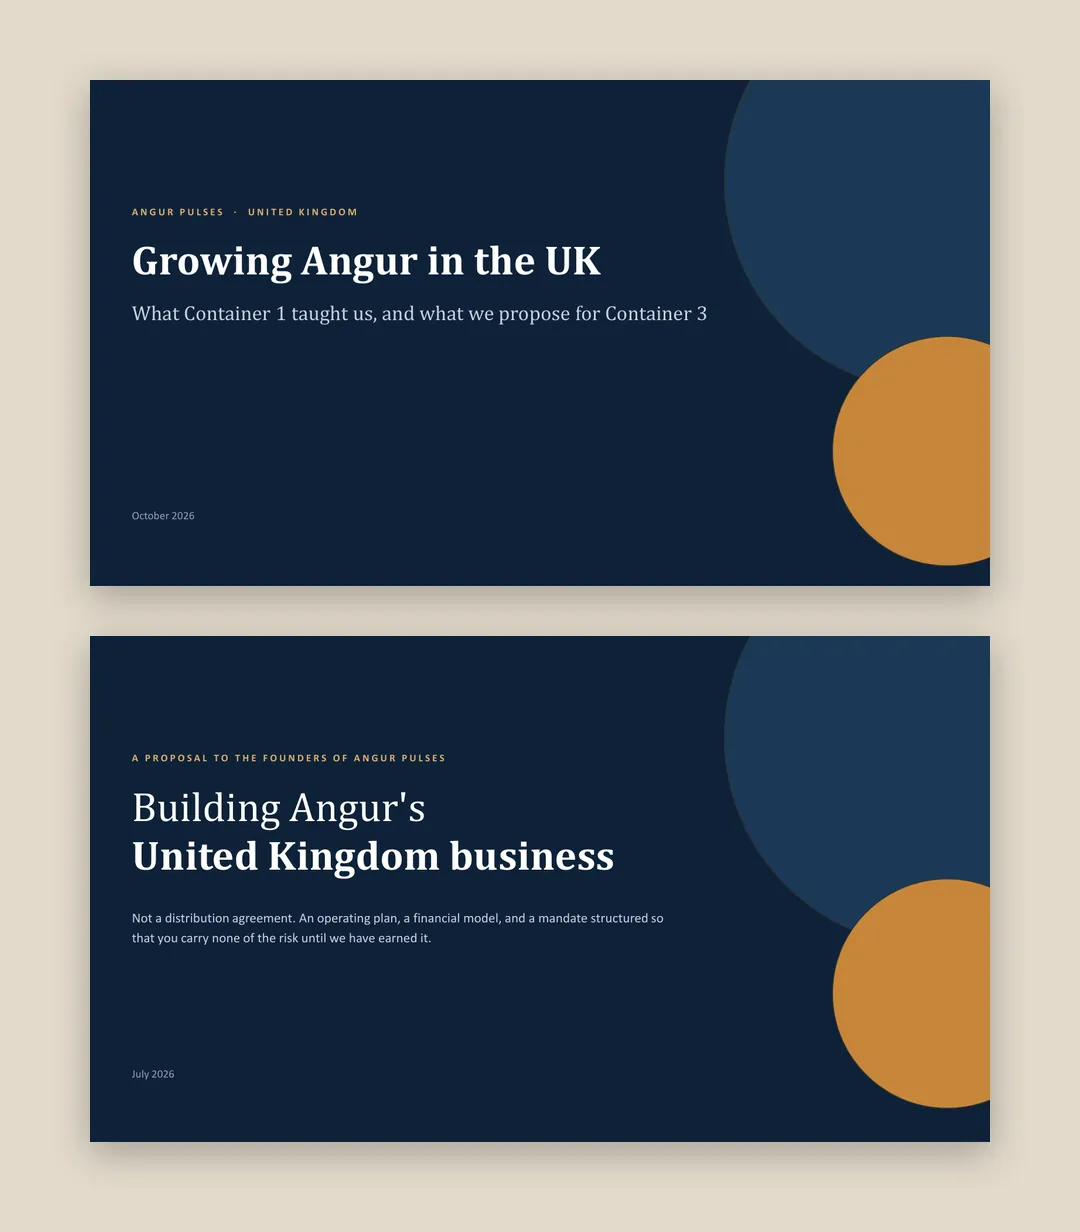 ANGUR PULSES · UNITED KINGDOM
Growing Angur in the UK
What Container 1 taught us, and what we propose for Container 3
October 2026
A PROPOSAL TO THE FOUNDERS OF ANGUR PULSES
Building Angur's
United Kingdom business
Not a distribution agreement. An operating plan, a financial model, and a mandate structured so
that you carry none of the risk until we have earned it.
July 2026